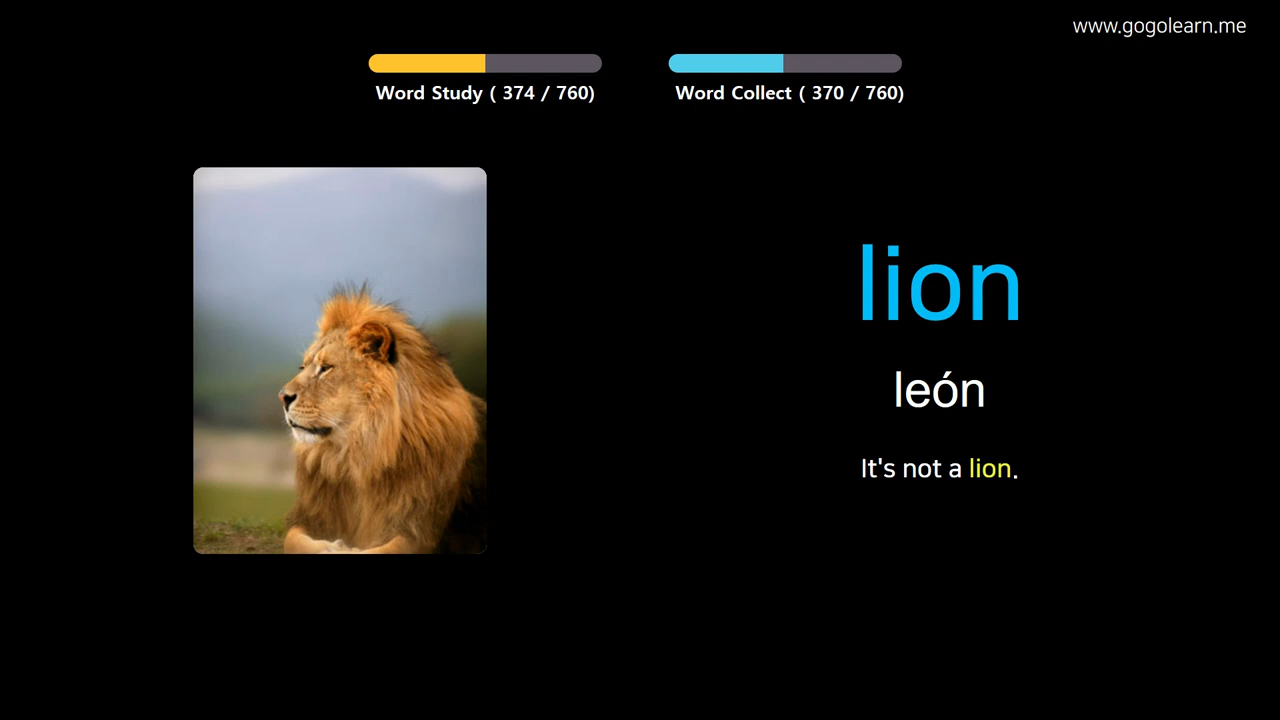 www.gogolearn.me
Word Study ( 374 / 760)
Word Collect ( 370 / 760)
lion
león
It's not a lion.